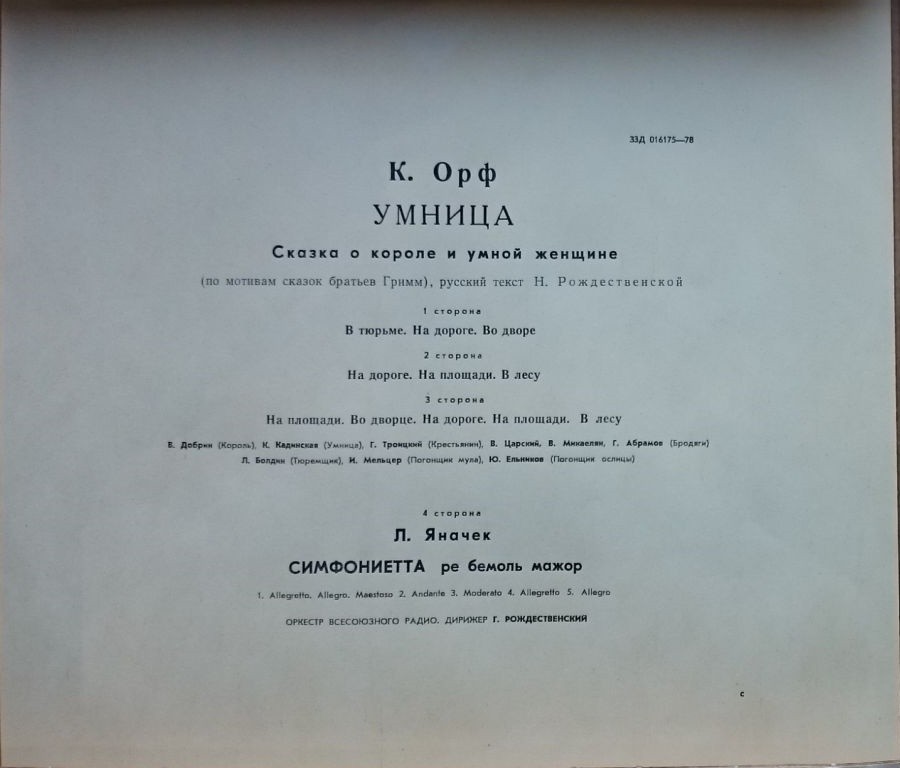 33Д 016175—78
К. Орф
УМНИЦА
Сказка о короле и умной женщине
(по мотивам сказок братьев Гримм), русский текст Н. Рождественской
1 сторона
В тюрьме. На дороге. Во дворе
2 сторона
На дороге. На площади. В лесу
3 сторона
На площади. Во дворце. На дороге. На площади. В лесу
В. Добрин (Король), К. Кадинская (Умница), Г. Троицкий (Крестьянин), В. Царский, В. Микаелян, Г. Абрамов (Бродяги)
Л. Болдин (Тюремщик), И. Мельцер (Погонщик мула), Ю. Ельников (Погонщик ослицы)
4 сторона
Л. Яначек
СИМФОНИЕТТА ре бемоль мажор
1. Allegretto. Allegro. Maestoso 2. Andante 3. Moderato 4. Allegretto 5. Allegro
ОРКЕСТР ВСЕСОЮЗНОГО РАДИО. ДИРИЖЕР Г. РОЖДЕСТВЕНСКИЙ
с